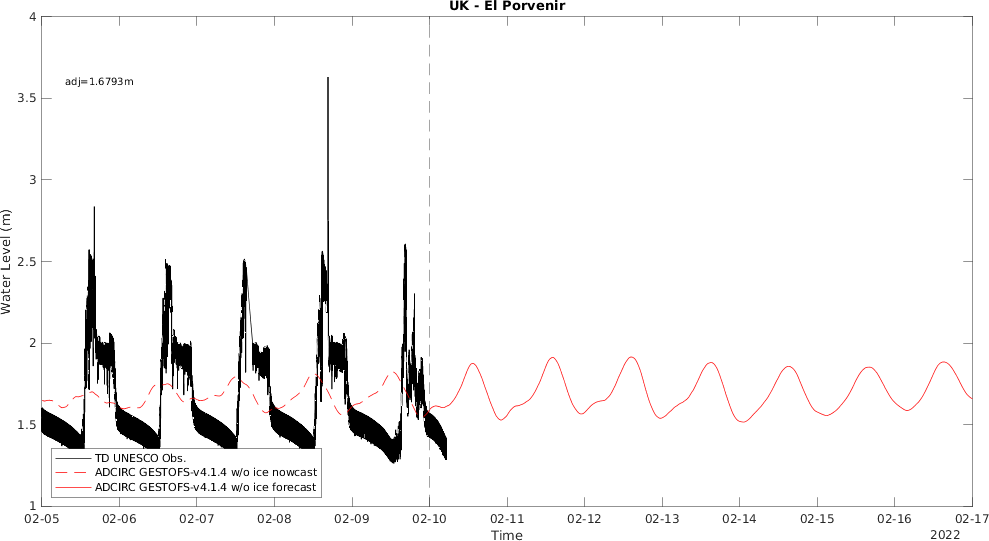 UK - El Porvenir
4
adj=1.6793m
3.5
3
2.5
Water Level (m)
2
1.5
TD UNESCO Obs.
ADCIRC GESTOFS-v4.1.4 w/o ice nowcast
ADCIRC GESTOFS-v4.1.4 w/o ice forecast
1
02-05 02-06 02-07 02-08 02-09 02-10 02-11 02-12 02-13 02-14 02-15 02-16 02-17
Time
2022